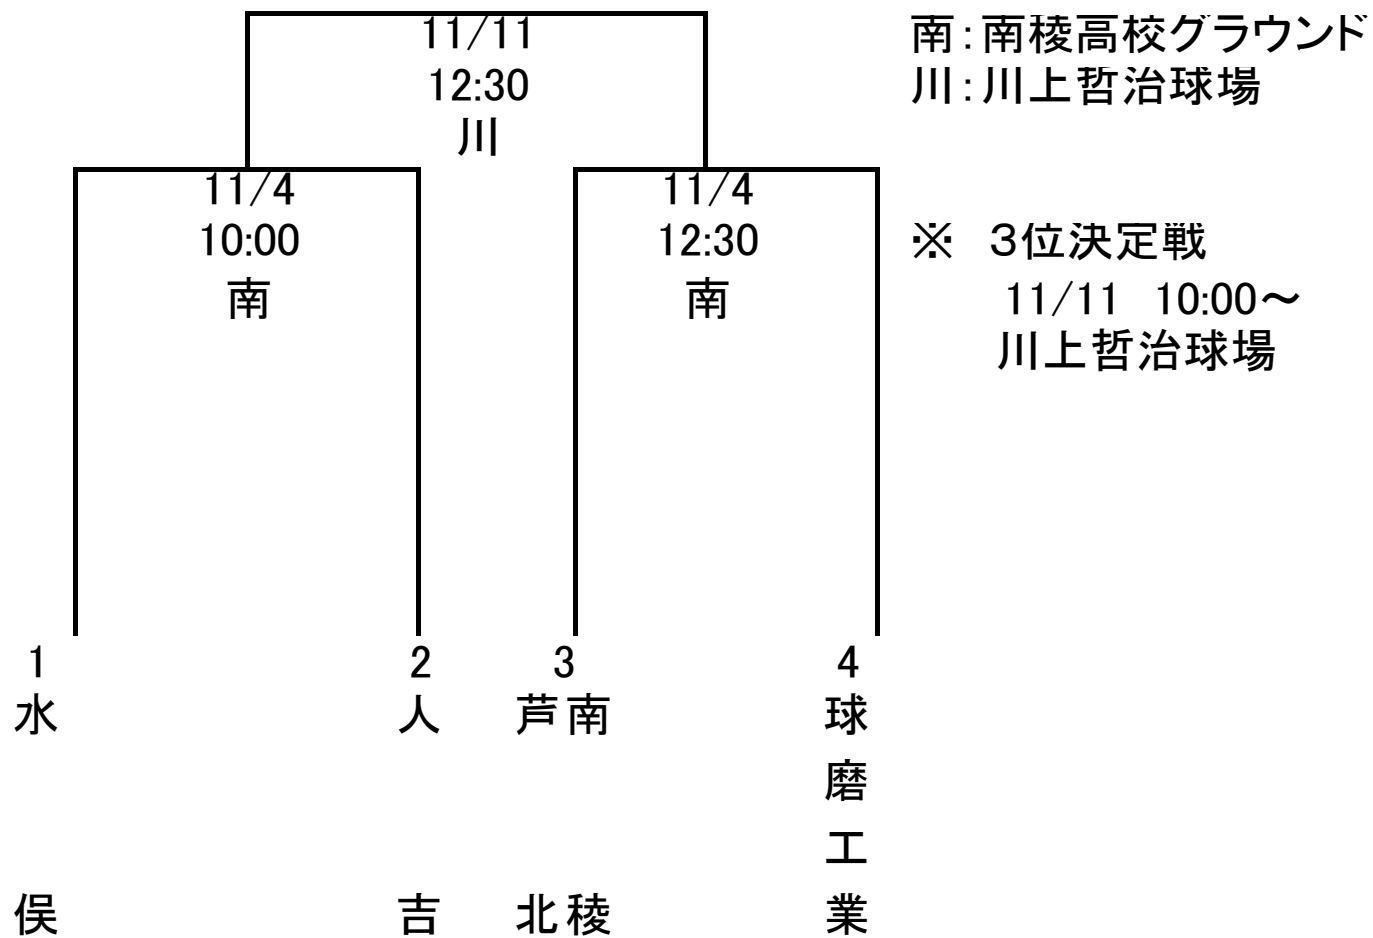 11/11
12:30
川
南：南稜高校グラウンド
川：川上哲治球場
11/4
10:00
南
11/4
12:30
南
※　３位決定戦
11/11　10:00～
川上哲治球場
1
水俣
2
人吉
3
芦北
南稜
4
球磨工業